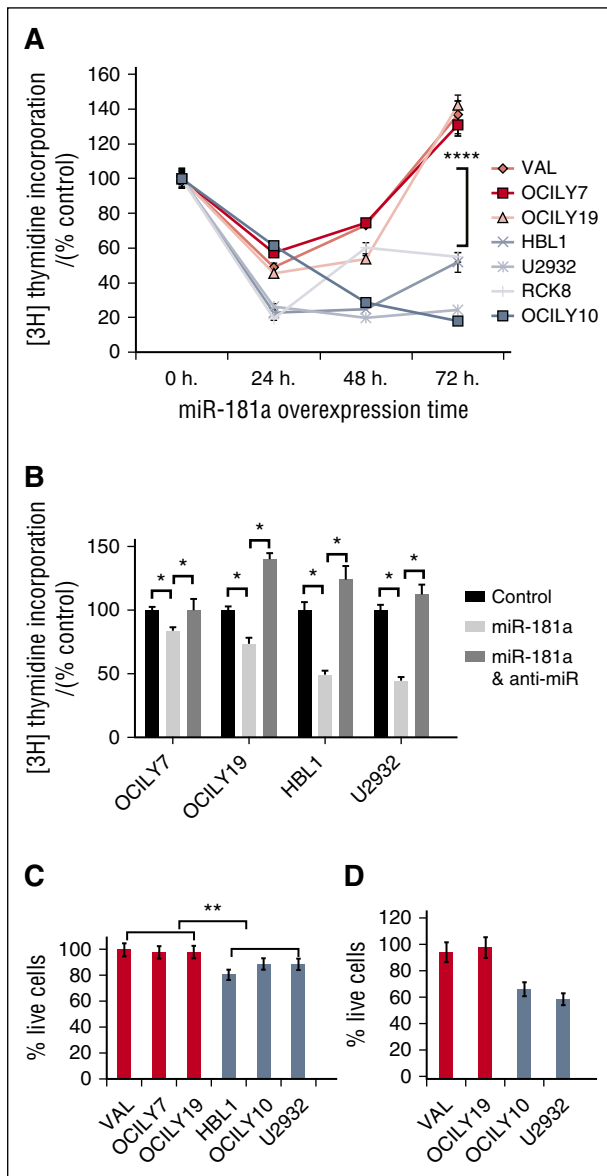 A
[3H] thymidine incorporation
/(% control)
160
140
120
100
80
60
40
20
0
0 h.
24 h.
48 h.
72 h.
miR-181a overexpression time
****
VAL
OCILY7
OCILY19
HBL1
U2932
RCK8
OCILY10
B
[3H] thymidine incorporation
/(% control)
150
100
50
0
* * * * * * * *
OCILY7
OCILY19
HBL1
U2932
Control
miR-181a
miR-181a
& anti-miR
C
% live cells
100
80
60
40
20
0
**
VAL
OCILY7
OCILY19
HBL1
OCILY10
U2932
D
% live cells
120
100
80
60
40
20
0
VAL
OCILY19
OCILY10
U2932